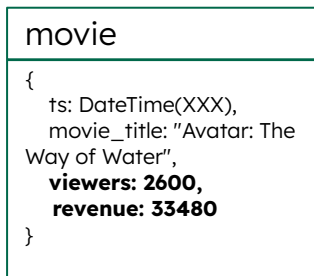 movie
{
ts: DateTime(XXX),
movie_title: "Avatar: The
Way of Water",
viewers: 2600,
revenue: 33480
}